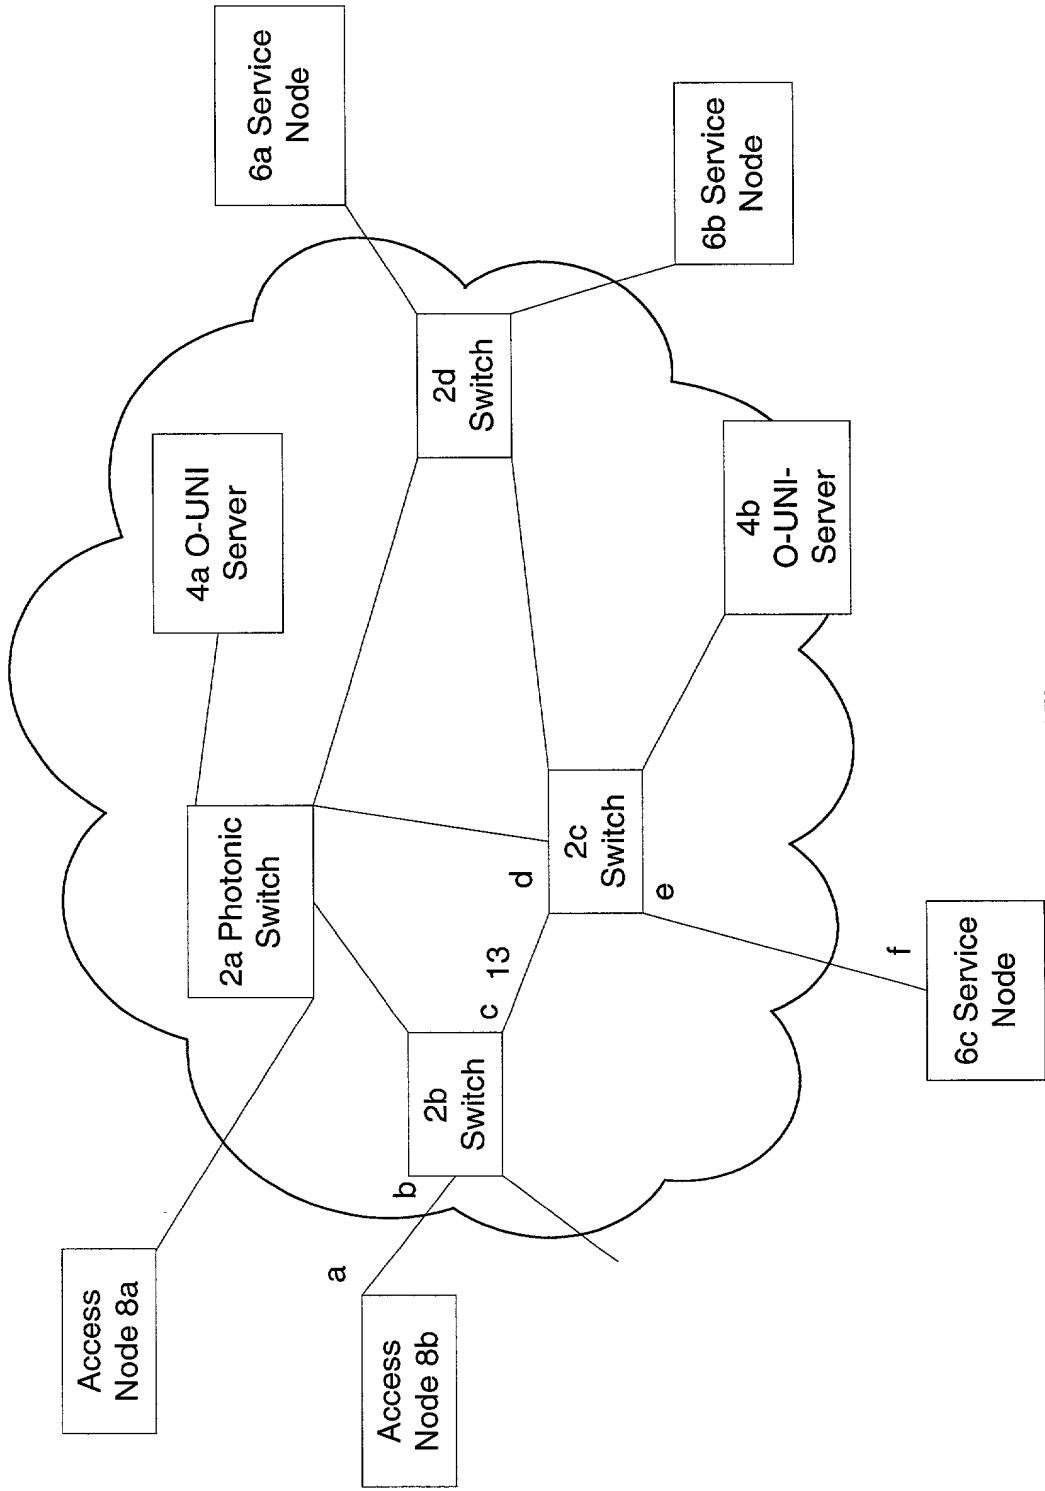 Access
Node 8a
2a Photonic
Switch
4a O-UNI
Server
6a Service
Node
a
Access
Node 8b
b
2b
Switch
2d
Switch
c
13
d
2c
Switch
e
6b Service
Node
4b
O-UNI-
Server
f
6c Service
Node